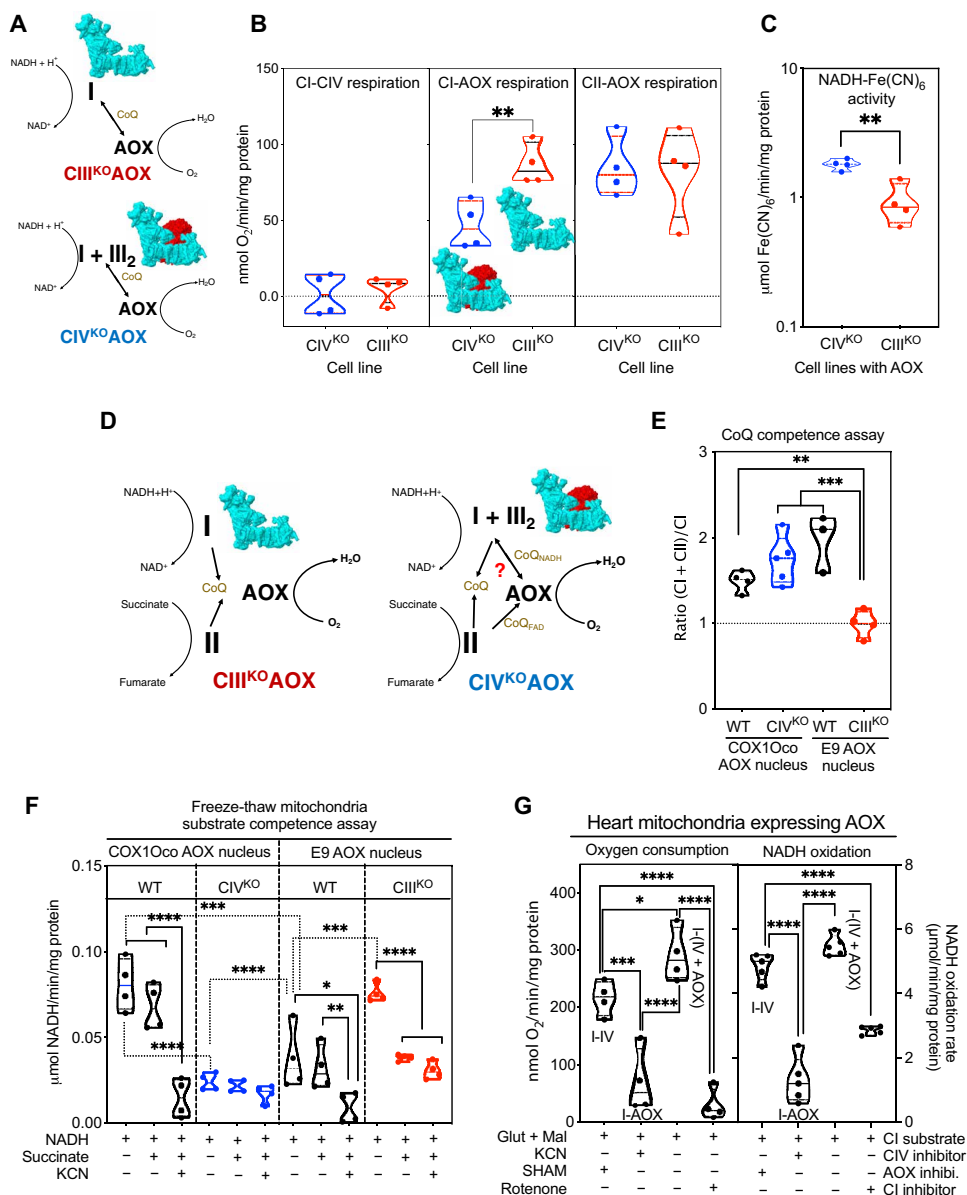 A
NADH + H⁺
I
CoQ
NAD⁺
AOX
H₂O
O₂
CIIIᴷᴼAOX
NADH + H⁺
I + III₂
CoQ
NAD⁺
AOX
H₂O
O₂
CIVᴷᴼAOX
B
CI-CIV respiration
CI-AOX respiration
CII-AOX respiration
nmol O₂/min/mg protein
150
100
50
0.0
**
CIVᴷᴼ CIIIᴷᴼ
CIVᴷᴼ CIIIᴷᴼ
CIVᴷᴼ CIIIᴷᴼ
Cell line
Cell line
Cell line
C
NADH-Fe(CN)₆
activity
**
μmol Fe(CN)₆/min/mg protein
10
1
0.1
CIVᴷᴼ CIIIᴷᴼ
Cell lines with AOX
D
NADH+H⁺
I
NAD⁺
CoQ
AOX
H₂O
O₂
Succinate
II
Fumarate
CIIIᴷᴼAOX
NADH+H⁺
I + III₂
NAD⁺
CoQ_NADH
?
CoQ
AOX
H₂O
O₂
Succinate
CoQ_FAD
II
Fumarate
CIVᴷᴼAOX
E
CoQ competence assay
Ratio (CI + CII)/CI
3
2
1
0
**
***
WT CIVᴷᴼ WT CIIIᴷᴼ
COX1Oco
AOX nucleus
E9 AOX
nucleus
F
Freeze-thaw mitochondria
substrate competence assay
COX1Oco AOX nucleus
E9 AOX nucleus
WT
CIVᴷᴼ
WT
CIIIᴷᴼ
μmol NADH/min/mg protein
0.15
0.10
0.05
0.00
***
****
***
****
****
*
**
****
NADH + + + + + + + + + + + +
Succinate – + + – + + – + + – + +
KCN – – + – – + – – + – – +
G
Heart mitochondria expressing AOX
Oxygen consumption
NADH oxidation
nmol O₂/min/mg protein
400
300
200
100
0
****
*
****
***
****
I-IV
I-AOX
I-(IV + AOX)
****
****
****
I-IV
I-AOX
I-(IV + AOX)
8
6
4
2
0
NADH oxidation rate
(μmol/min/mg protein)
Glut + Mal + + + + + + + + CI substrate
KCN – + – – – + – – CIV inhibitor
SHAM + – – – + – – – AOX inhibi.
Rotenone – – – + – – – + CI inhibitor